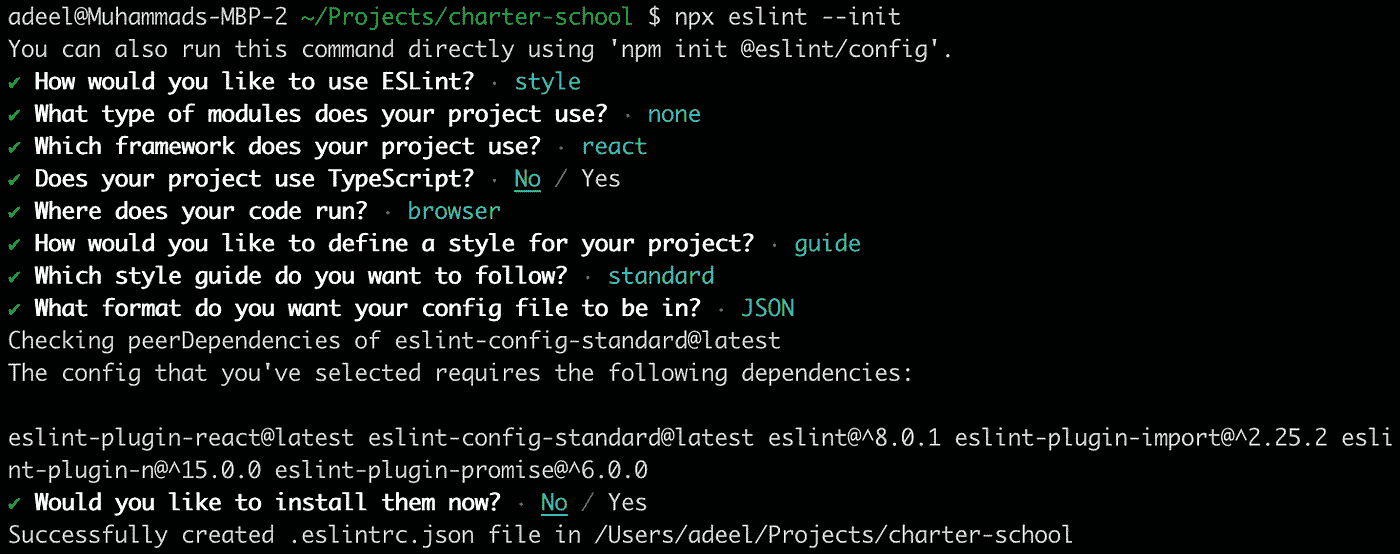 adeel@Muhammads-MBP-2 ~/Projects/charter-school $ npx eslint --init
You can also run this command directly using 'npm init @eslint/config'.
✔ How would you like to use ESLint? · style
✔ What type of modules does your project use? · none
✔ Which framework does your project use? · react
✔ Does your project use TypeScript? · No / Yes
✔ Where does your code run? · browser
✔ How would you like to define a style for your project? · guide
✔ Which style guide do you want to follow? · standard
✔ What format do you want your config file to be in? · JSON
Checking peerDependencies of eslint-config-standard@latest
The config that you've selected requires the following dependencies:

eslint-plugin-react@latest eslint-config-standard@latest eslint@^8.0.1 eslint-plugin-import@^2.25.2 esli
nt-plugin-n@^15.0.0 eslint-plugin-promise@^6.0.0
✔ Would you like to install them now? · No / Yes
Successfully created .eslintrc.json file in /Users/adeel/Projects/charter-school